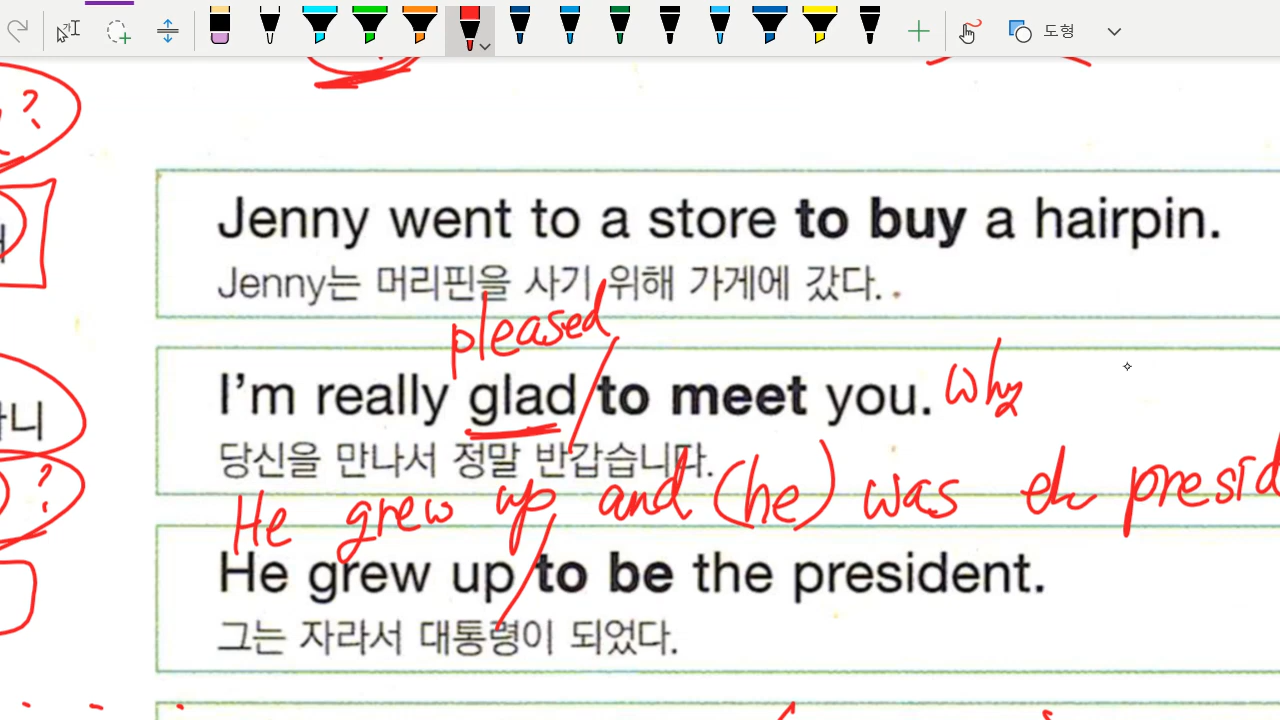 도형
?
Jenny went to a store to buy a hairpin.
Jenny는 머리핀을 사기 위해 가게에 갔다.
pleased
I'm really glad to meet you. why
당신을 만나서 정말 반갑습니다.
니
?
He grew up and (he) was presid
He grew up to be the president.
그는 자라서 대통령이 되었다.